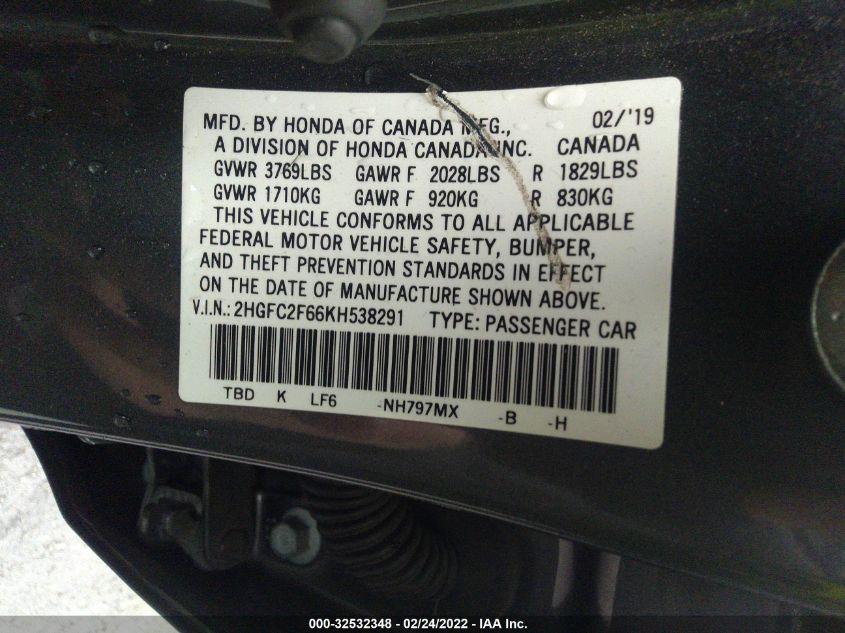 MFD. BY HONDA OF CANADA MFG., 02/'19
A DIVISION OF HONDA CANADA INC. CANADA
GVWR 3769LBS GAWR F 2028LBS R 1829LBS
GVWR 1710KG GAWR F 920KG R 830KG
THIS VEHICLE CONFORMS TO ALL APPLICABLE
FEDERAL MOTOR VEHICLE SAFETY, BUMPER,
AND THEFT PREVENTION STANDARDS IN EFFECT
ON THE DATE OF MANUFACTURE SHOWN ABOVE.
V.I.N.:2HGFC2F66KH538291 TYPE:PASSENGER CAR
TBD K LF6 -NH797MX -B -H
000-32532348 - 02/24/2022 - IAA Inc.